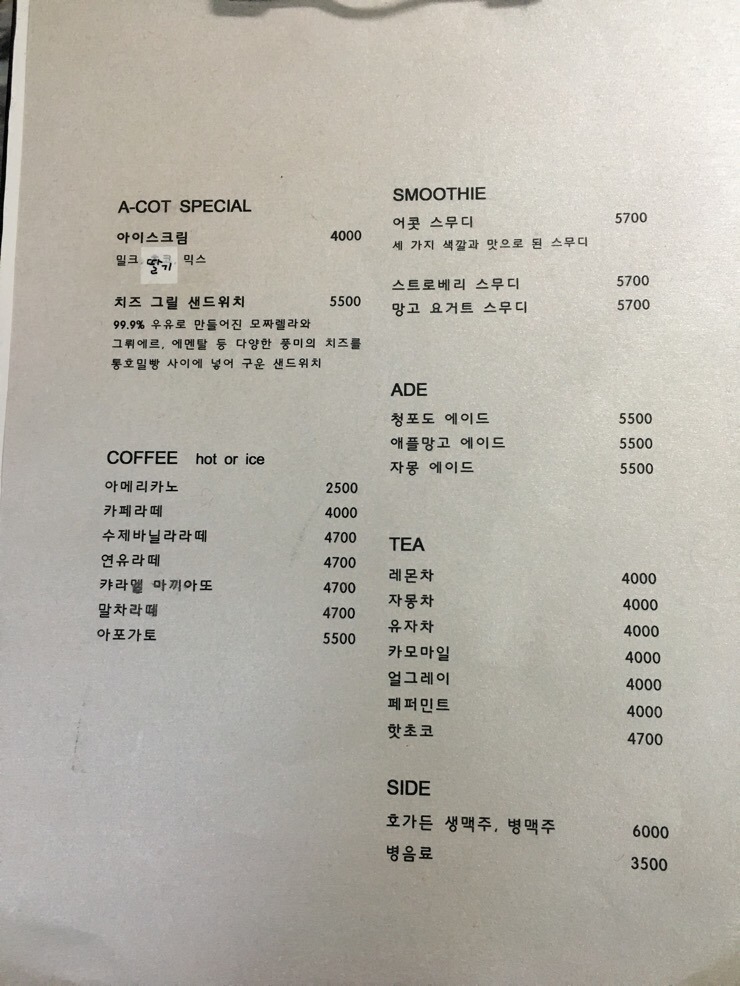 A-COT SPECIAL
아이스크림 4000
밀크, 딸기, 믹스
치즈 그릴 샌드위치 5500
99.9% 우유로 만들어진 모짜렐라와
그뤼에르, 에멘탈 등 다양한 풍미의 치즈를
통호밀빵 사이에 넣어 구운 샌드위치
COFFEE hot or ice
아메리카노 2500
카페라떼 4000
수제바닐라라떼 4700
연유라떼 4700
캬라멜 마끼아또 4700
말차라떼 4700
아포가토 5500
SMOOTHIE
어콧 스무디 5700
세 가지 색깔과 맛으로 된 스무디
스트로베리 스무디 5700
망고 요거트 스무디 5700
ADE
청포도 에이드 5500
애플망고 에이드 5500
자몽 에이드 5500
TEA
레몬차 4000
자몽차 4000
유자차 4000
카모마일 4000
얼그레이 4000
페퍼민트 4000
핫초코 4700
SIDE
호가든 생맥주, 병맥주 6000
병음료 3500